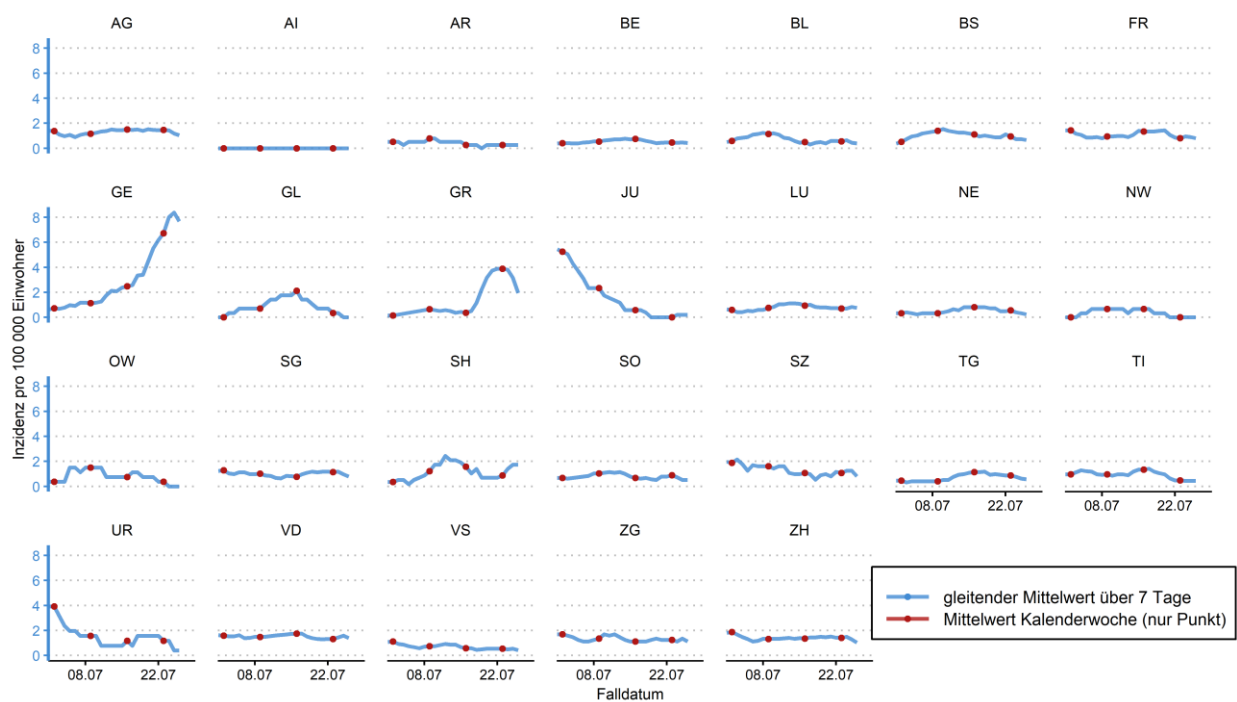 AG AI AR BE BL BS FR
8
6
4
2
0
GE GL GR JU LU NE NW
8
6
4
2
0
OW SG SH SO SZ TG TI
8
6
4
2
0
08.07 22.07 08.07 22.07
UR VD VS ZG ZH
8
6
4
2
0
08.07 22.07 08.07 22.07 08.07 22.07 08.07 22.07 08.07 22.07
Inzidenz pro 100 000 Einwohner
Falldatum
gleitender Mittelwert über 7 Tage
Mittelwert Kalenderwoche (nur Punkt)